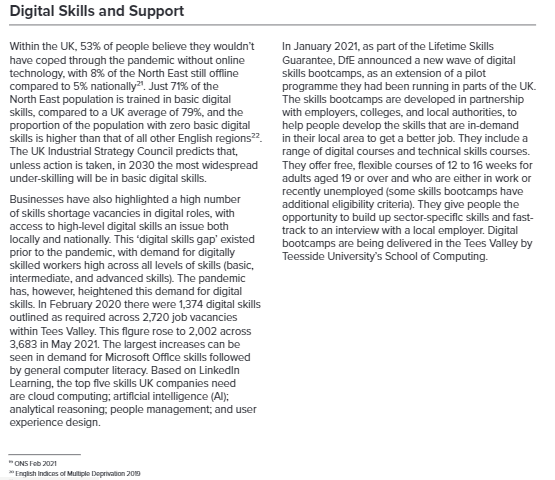 Digital Skills and Support
Within the UK, 53% of people believe they wouldn't
have coped through the pandemic without online
technology, with 8% of the North East still offline
compared to 5% nationally²¹. Just 71% of the
North East population is trained in basic digital
skills, compared to a UK average of 79%, and the
proportion of the population with zero basic digital
skills is higher than that of all other English regions²².
The UK Industrial Strategy Council predicts that,
unless action is taken, in 2030 the most widespread
under-skilling will be in basic digital skills.
Businesses have also highlighted a high number
of skills shortage vacancies in digital roles, with
access to high-level digital skills an issue both
locally and nationally. This 'digital skills gap' existed
prior to the pandemic, with demand for digitally
skilled workers high across all levels of skills (basic,
intermediate, and advanced skills). The pandemic
has, however, heightened this demand for digital
skills. In February 2020 there were 1,374 digital skills
outlined as required across 2,720 job vacancies
within Tees Valley. This figure rose to 2,002 across
3,683 in May 2021. The largest increases can be
seen in demand for Microsoft Office skills followed
by general computer literacy. Based on LinkedIn
Learning, the top five skills UK companies need
are cloud computing; artificial intelligence (AI);
analytical reasoning; people management; and user
experience design.
In January 2021, as part of the Lifetime Skills
Guarantee, DfE announced a new wave of digital
skills bootcamps, as an extension of a pilot
programme they had been running in parts of the UK.
The skills bootcamps are developed in partnership
with employers, colleges, and local authorities, to
help people develop the skills that are in-demand
in their local area to get a better job. They include a
range of digital courses and technical skills courses.
They offer free, flexible courses of 12 to 16 weeks for
adults aged 19 or over and who are either in work or
recently unemployed (some skills bootcamps have
additional eligibility criteria). They give people the
opportunity to build up sector-specific skills and fast-
track to an interview with a local employer. Digital
bootcamps are being delivered in the Tees Valley by
Teesside University's School of Computing.
ONS Feb 2021
English Indices of Multiple Deprivation 2019